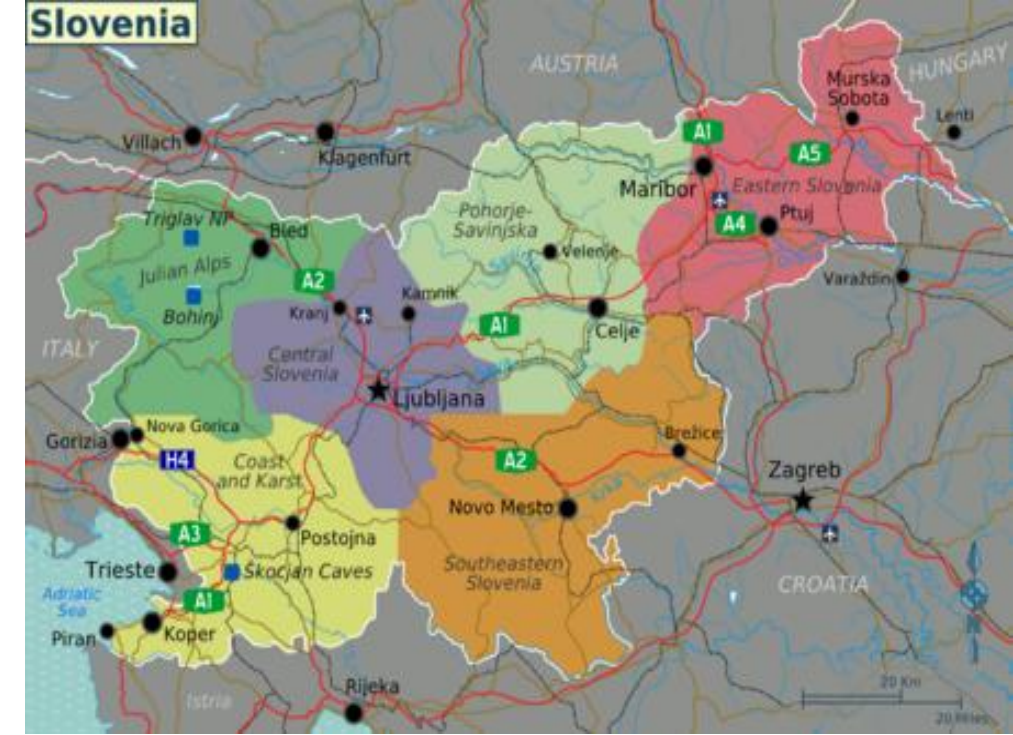 Slovenia
AUSTRIA
HUNGARY
Murska
Sobota
Lenti
A1
Villach
Klagenfurt
A5
Maribor
Eastern Slovenia
Pohorje-
Savinjska
Triglav NP
Bled
A4
Ptuj
Velenje
Julian Alps
A2
Varaždin
Kamnik
Kranj
Bohinj
A1
Celje
ITALY
Central
Slovenia
Ljubljana
Nova Gorica
Gorizia
Brežice
H4
Coast
and Karst
A2
Zagreb
Krka
Novo Mesto
A3
Postojna
Trieste
Škocjan Caves
Southeastern
Slovenia
CROATIA
Adriatic
Sea
A1
Piran
Koper
N
Rijeka
Istria
20 Km
20 Miles